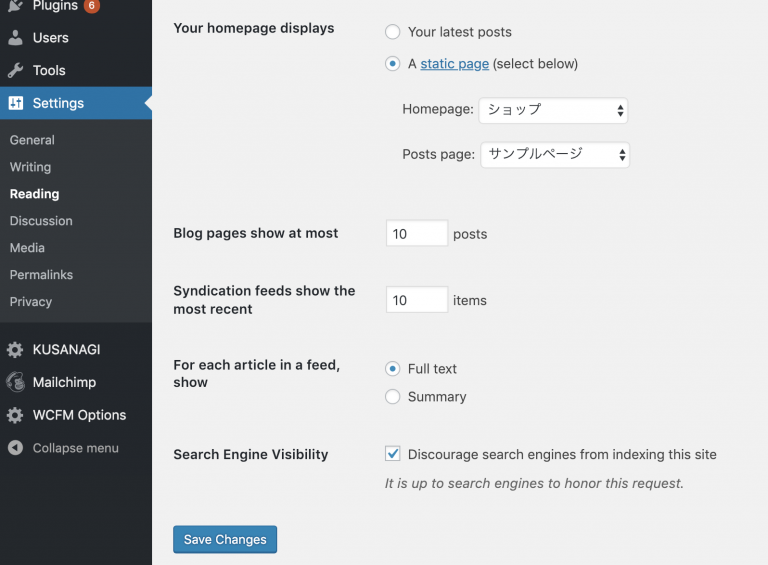 Plugins 6
Users
Tools
Settings
General
Writing
Reading
Discussion
Media
Permalinks
Privacy
KUSANAGI
Mailchimp
WCFM Options
Collapse menu
Your homepage displays
Your latest posts
A static page (select below)
Homepage: ショップ
Posts page: サンプルページ
Blog pages show at most
10 posts
Syndication feeds show the
most recent
10 items
For each article in a feed,
show
Full text
Summary
Search Engine Visibility
Discourage search engines from indexing this site
It is up to search engines to honor this request.
Save Changes